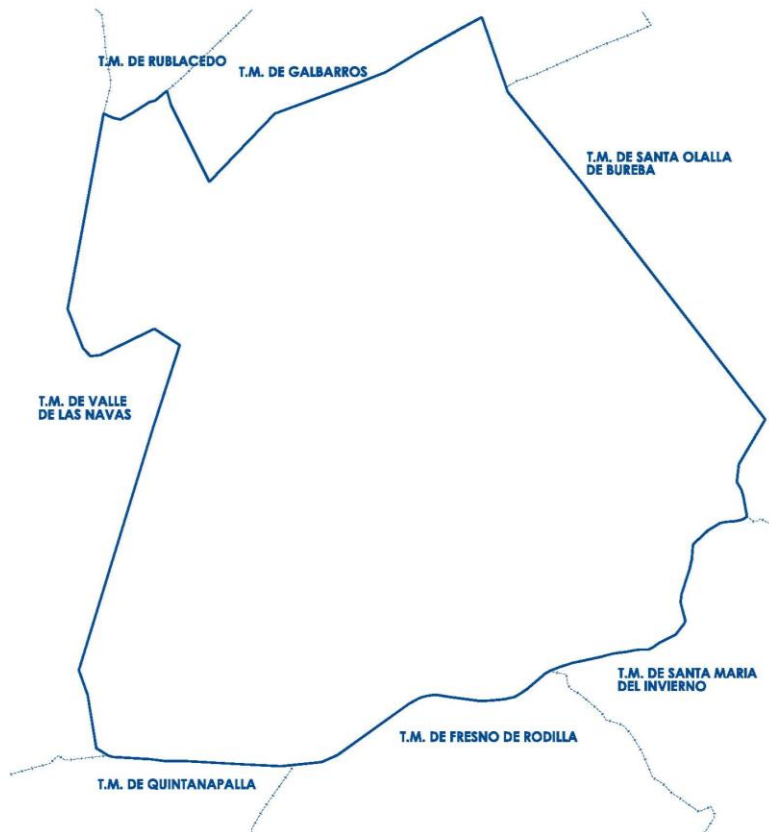 T.M. DE RUBLACEDO
T.M. DE GALBARROS
T.M. DE SANTA OLALLA
DE BUREBA
T.M. DE VALLE
DE LAS NAVAS
T.M. DE SANTA MARIA
DEL INVIERNO
T.M. DE FRESNO DE RODILLA
T.M. DE QUINTANAPALLA